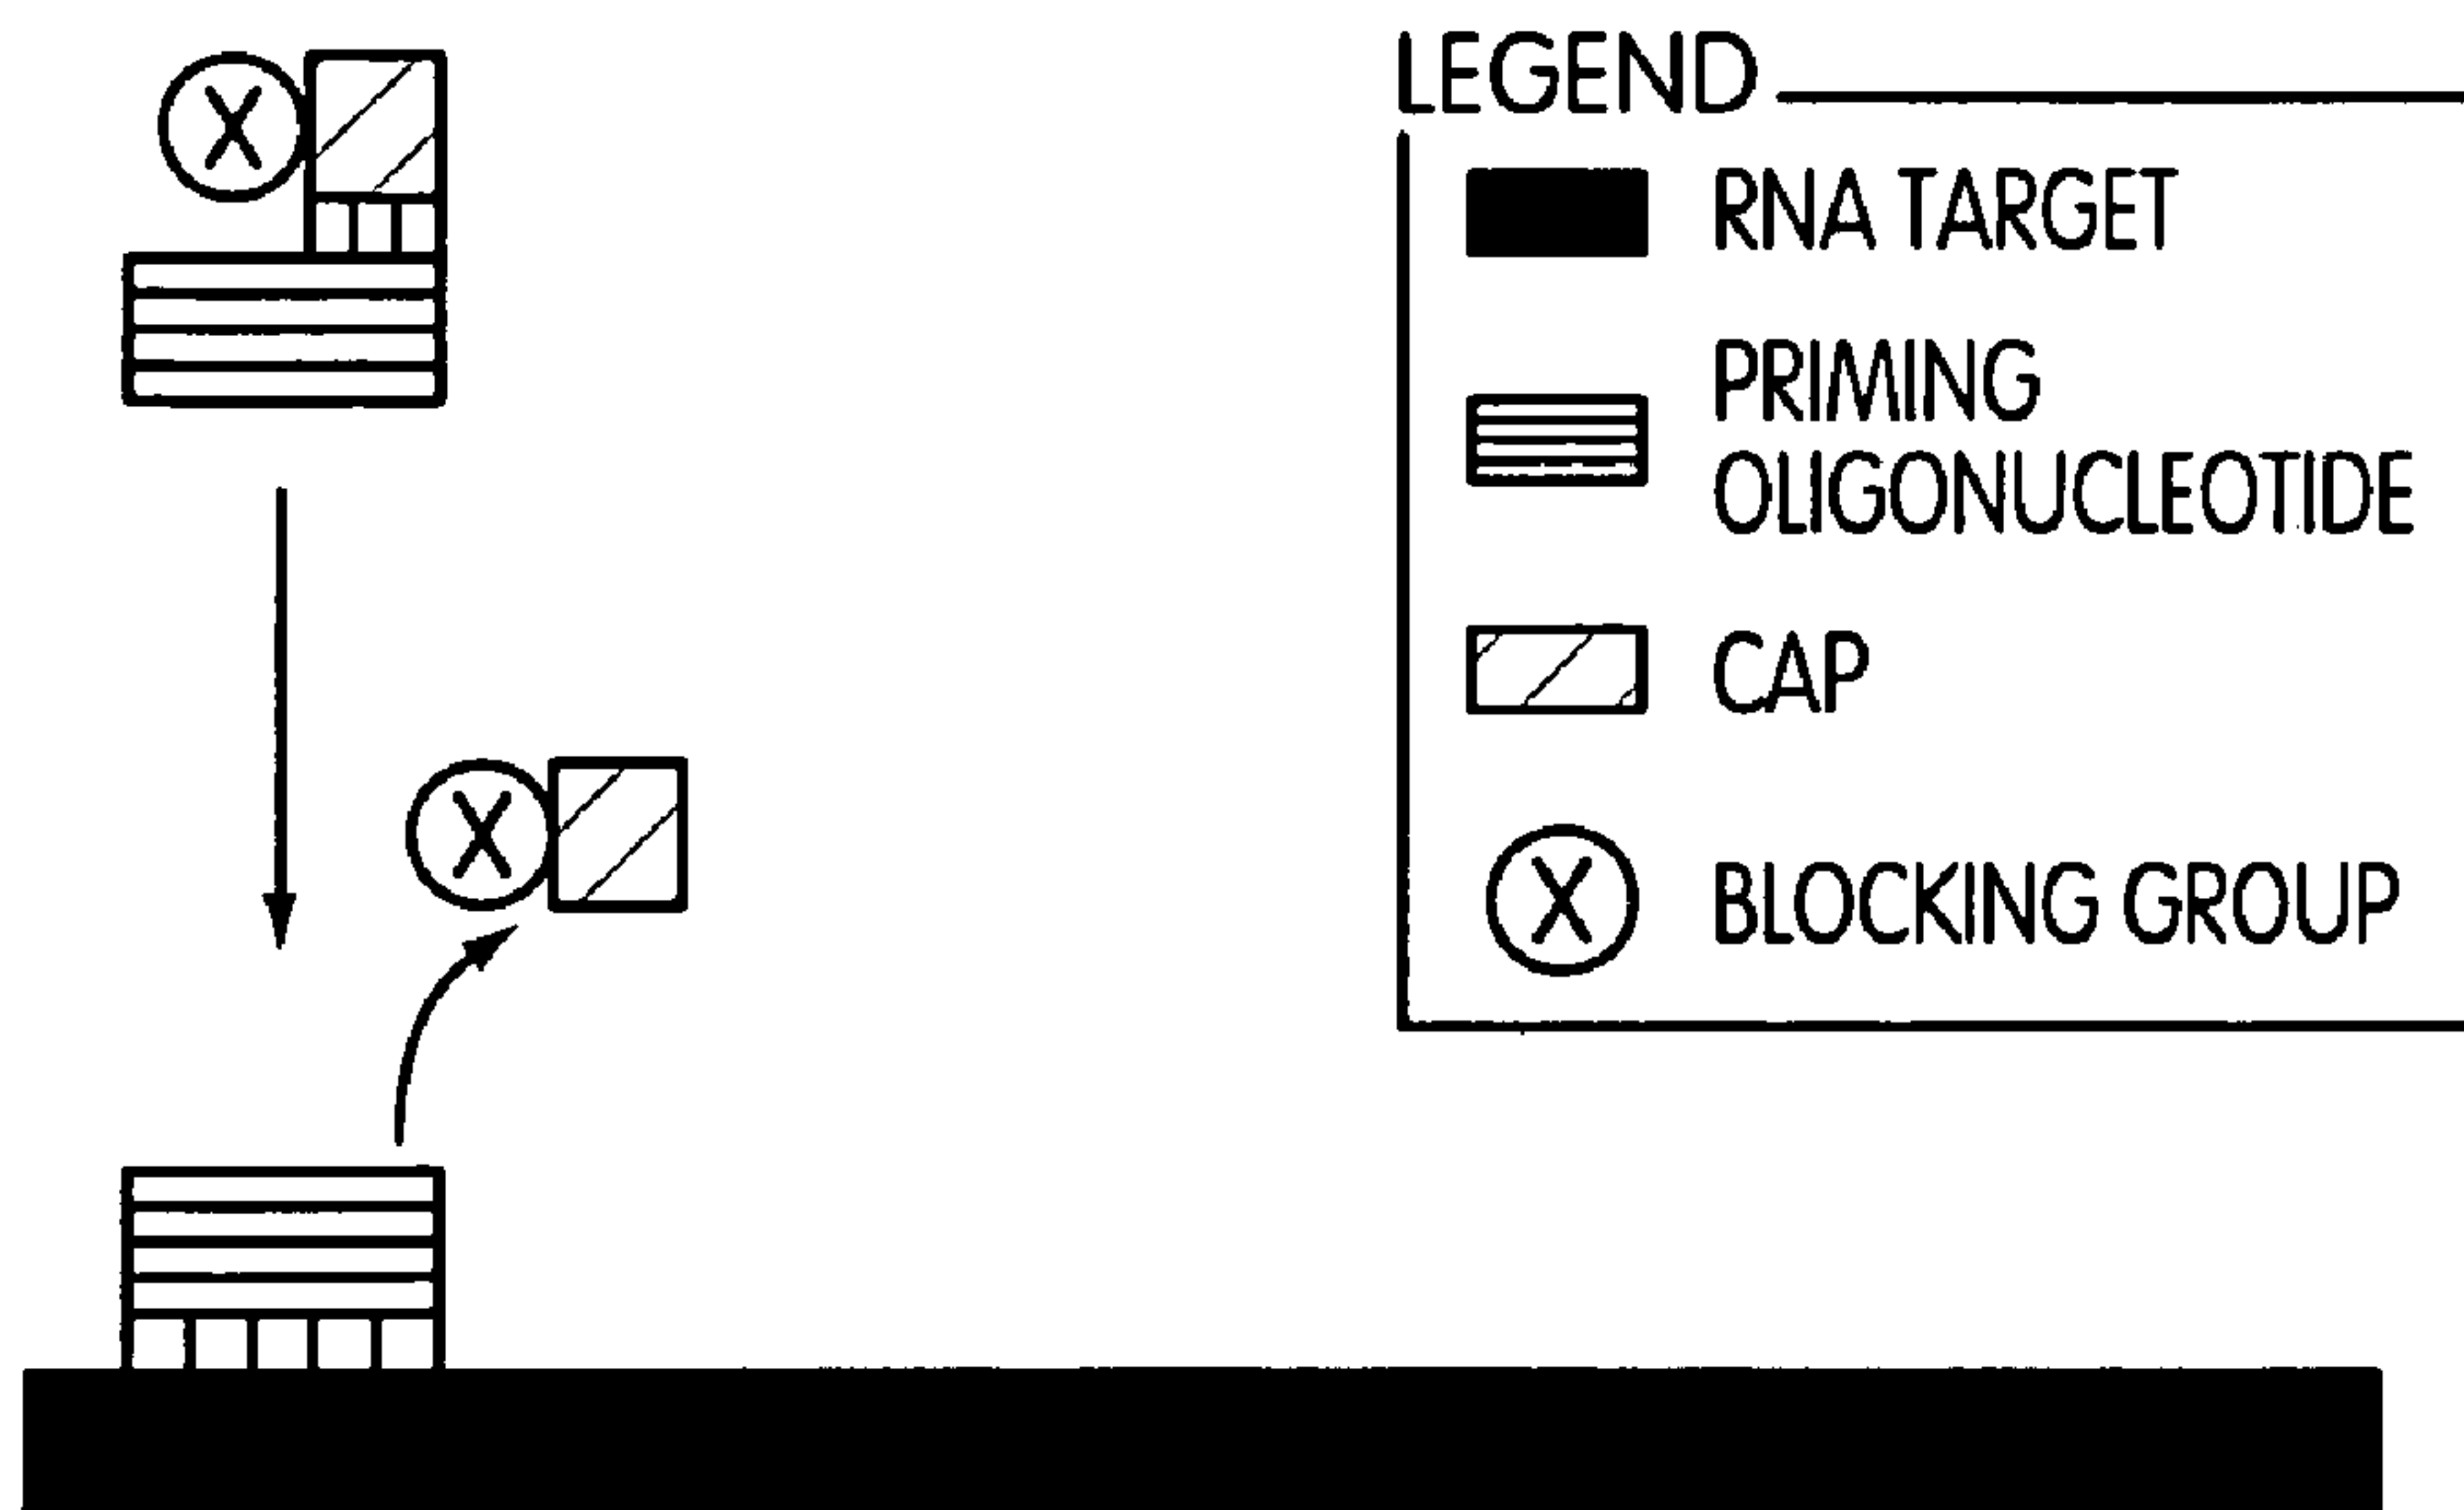 LEGEND
RNA TARGET
PRIMING
OLIGONUCLEOTIDE
CAP
X BLOCKING GROUP
X
X